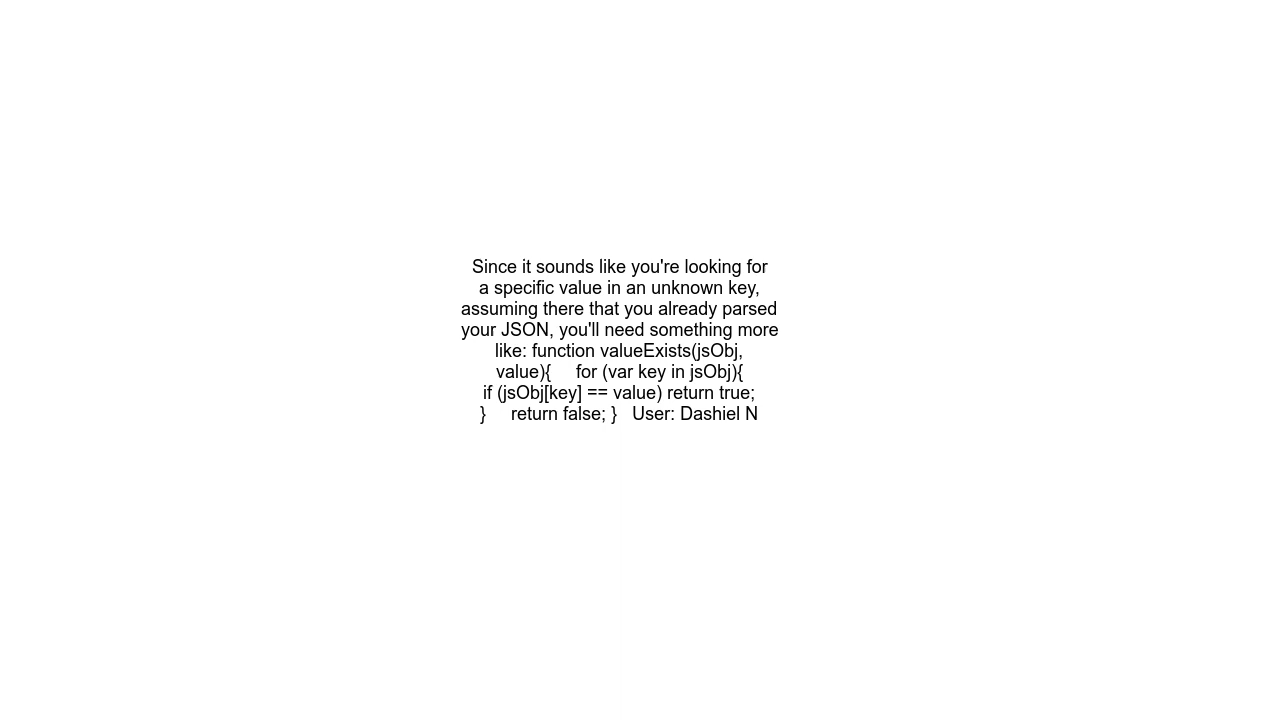 Since it sounds like you're looking for
a specific value in an unknown key,
assuming there that you already parsed
your JSON, you'll need something more
like: function valueExists(jsObj,
value){     for (var key in jsObj){
if (jsObj[key] == value) return true;
}     return false; }   User: Dashiel N